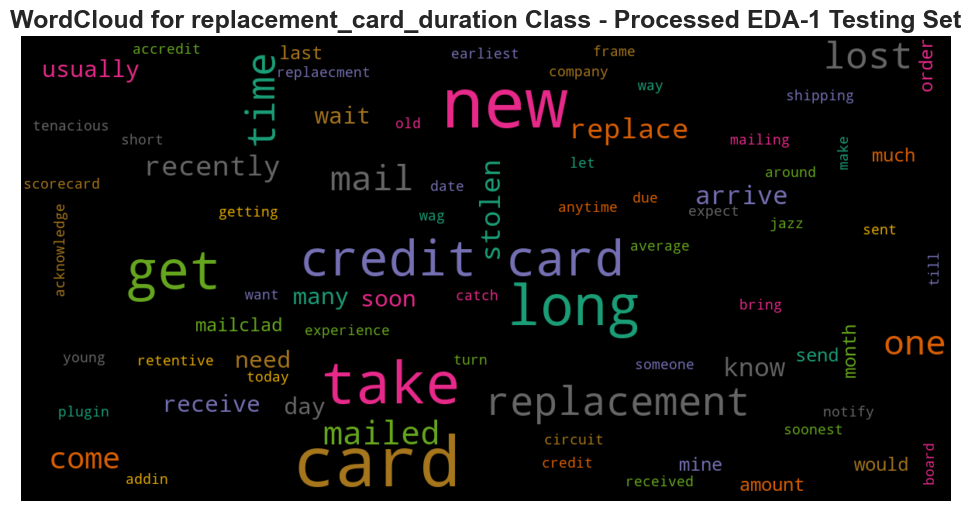 WordCloud for replacement_card_duration Class - Processed EDA-1 Testing Set
accredit
usually
time
last
replaecment
earliest
frame
company
way
lost
order
shipping
tenacious
short
wait
old
new
replace
mailing
make
much
recently
mail
date
stolen
let
around
arrive
scorecard
getting
wag
anytime
due
expect
jazz
sent
acknowledge
get
credit card
average
till
want
many
soon
catch
long
bring
mailclad
experience
young
retentive
need
today
take
turn
someone
know
send
month
one
plugin
receive
day
mailed
replacement
notify
soonest
come
addin
card
circuit
credit
received
mine
amount
would
board